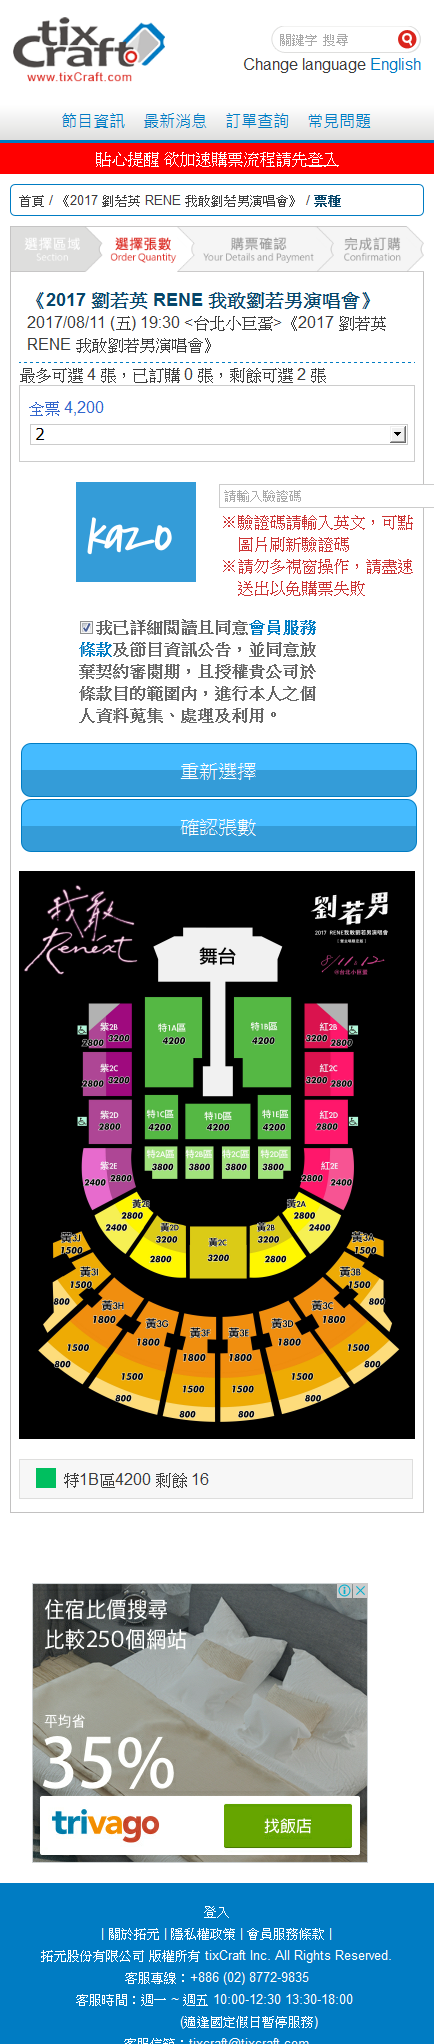 tix
Craft
www.tixCraft.com
關鍵字 搜尋
Change language English
節目資訊 最新消息 訂單查詢 常見問題
貼心提醒 欲加速購票流程請先登入
首頁 / 《2017 劉若英 RENE 我敢劉若男演唱會》 / 票種
選擇區域 選擇張數 購票確認 完成訂購
Section Order Quantity Your Details and Payment Confirmation
《2017 劉若英 RENE 我敢劉若男演唱會》
2017/08/11 (五) 19:30 <台北小巨蛋>《2017 劉若英
RENE 我敢劉若男演唱會》
最多可選 4 張，已訂購 0 張，剩餘可選 2 張
全票 4,200
2
kazo
請輸入驗證碼
※驗證碼請輸入英文，可點
圖片刷新驗證碼
※請勿多視窗操作，請盡速
送出以免購票失敗
我已詳細閱讀且同意會員服務
條款及節目資訊公告，並同意放
棄契約審閱期，且授權貴公司於
條款目的範圍內，進行本人之個
人資料蒐集、處理及利用。
重新選擇
確認張數
我敢 劉若男
Renext 2017 RENE我敢劉若男演唱會
8/11&12
@台北小巨蛋
舞台
紫2B 特1A區 特1B區 紅2B
2800 3200 4200 4200 3200 2800
紫2C 紅2C
2800 3200 3200 2800
紫2D 特1C區 特1D區 特1E區 紅2D
2800 4200 4200 4200 2800
紫2E 特2A區 特2B區 特2C區 特2D區 紅2E
2400 2800 3800 3800 3800 3800 2800 2400
黃2E 黃2A
2800 2800
2400 黃2D 黃2C 黃2B 2400
3200 3200 3200
2800 2800
黃3J 黃3A
1500 1500
黃3I 黃3B
1500 1500
800 黃3H 黃3C 800
1800 黃3G 黃3F 黃3E 黃3D 1800
1800 1800 1800 1800
1500 1500 1500 1500
800 800 800 800
特1B區4200 剩餘 16
住宿比價搜尋
比較250個網站
平均省
35%
trivago 找飯店
登入
| 關於拓元 | 隱私權政策 | 會員服務條款 |
拓元股份有限公司 版權所有 tixCraft Inc. All Rights Reserved.
客服專線：+886 (02) 8772-9835
客服時間：週一 ~ 週五 10:00-12:30 13:30-18:00
(適逢國定假日暫停服務)
客服信箱：tixcraft@tixcraft.com